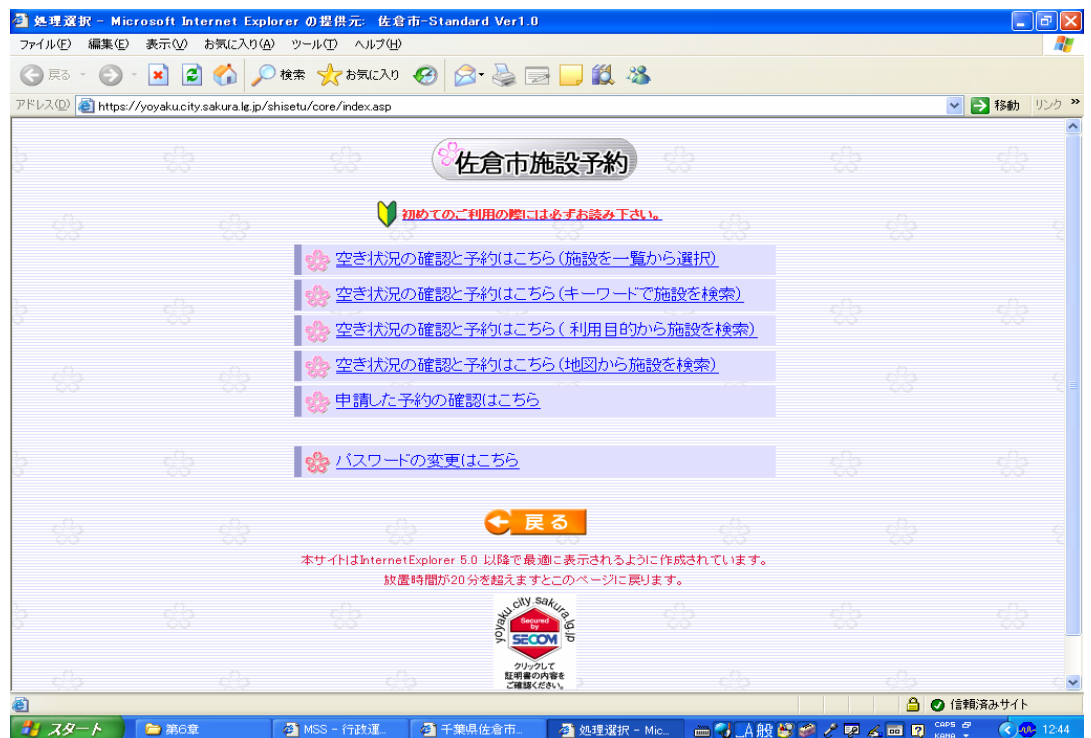 処理選択 - Microsoft Internet Explorer の提供元: 佐倉市-Standard Ver1.0
ファイル(F) 編集(E) 表示(V) お気に入り(A) ツール(T) ヘルプ(H)
戻る 検索 お気に入り
アドレス(D) https://yoyaku.city.sakura.lg.jp/shisetu/core/index.asp 移動 リンク »
佐倉市施設予約
初めてのご利用の際には必ずお読み下さい。
空き状況の確認と予約はこちら(施設を一覧から選択)
空き状況の確認と予約はこちら(キーワードで施設を検索)
空き状況の確認と予約はこちら( 利用目的から施設を検索)
空き状況の確認と予約はこちら(地図から施設を検索)
申請した予約の確認はこちら
パスワードの変更はこちら
戻る
本サイトはInternetExplorer 5.0 以降で最適に表示されるように作成されています。
放置時間が20分を超えますとこのページに戻ります。
yoyaku.city.sakura.lg.jp
Secured
by
SECOM
クリックして
証明書の内容を
ご確認ください。
信頼済みサイト
スタート 第6章 MSS - 行政運... 千葉県佐倉市... 処理選択 - Mic... A 般 CAPS KANA 12:44